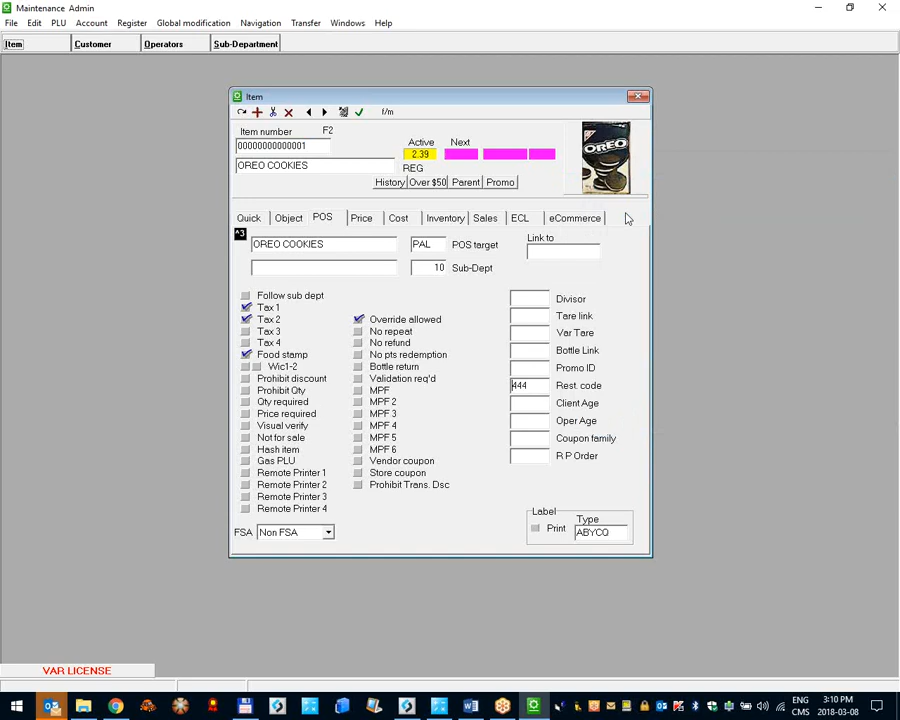 Maintenance Admin
File Edit PLU Account Register Global modification Navigation Transfer Windows Help
Item Customer Operators Sub-Department
Item
i/m
Item number F2
00000000000001
OREO COOKIES
Active Next
2.39
REG
History Over $50 Parent Promo
OREO
Quick Object POS Price Cost Inventory Sales ECL eCommerce
^3
OREO COOKIES PAL POS target Link to
10 Sub-Dept
Follow sub dept
Tax 1
Tax 2
Tax 3
Tax 4
Food stamp
Wic1-2
Prohibit discount
Prohibit Qty
Qty required
Price required
Visual verify
Not for sale
Hash item
Gas PLU
Remote Printer 1
Remote Printer 2
Remote Printer 3
Remote Printer 4
Override allowed
No repeat
No refund
No pts redemption
Bottle return
Validation req'd
MPF
MPF 2
MPF 3
MPF 4
MPF 5
MPF 6
Vendor coupon
Store coupon
Prohibit Trans. Dsc
Divisor
Tare link
Var Tare
Bottle Link
Promo ID
444 Rest. code
Client Age
Oper Age
Coupon family
R P Order
FSA Non FSA
Label
Print
Type
ABYCQ
VAR LICENSE
ENG
CMS
3:10 PM
2018-03-08